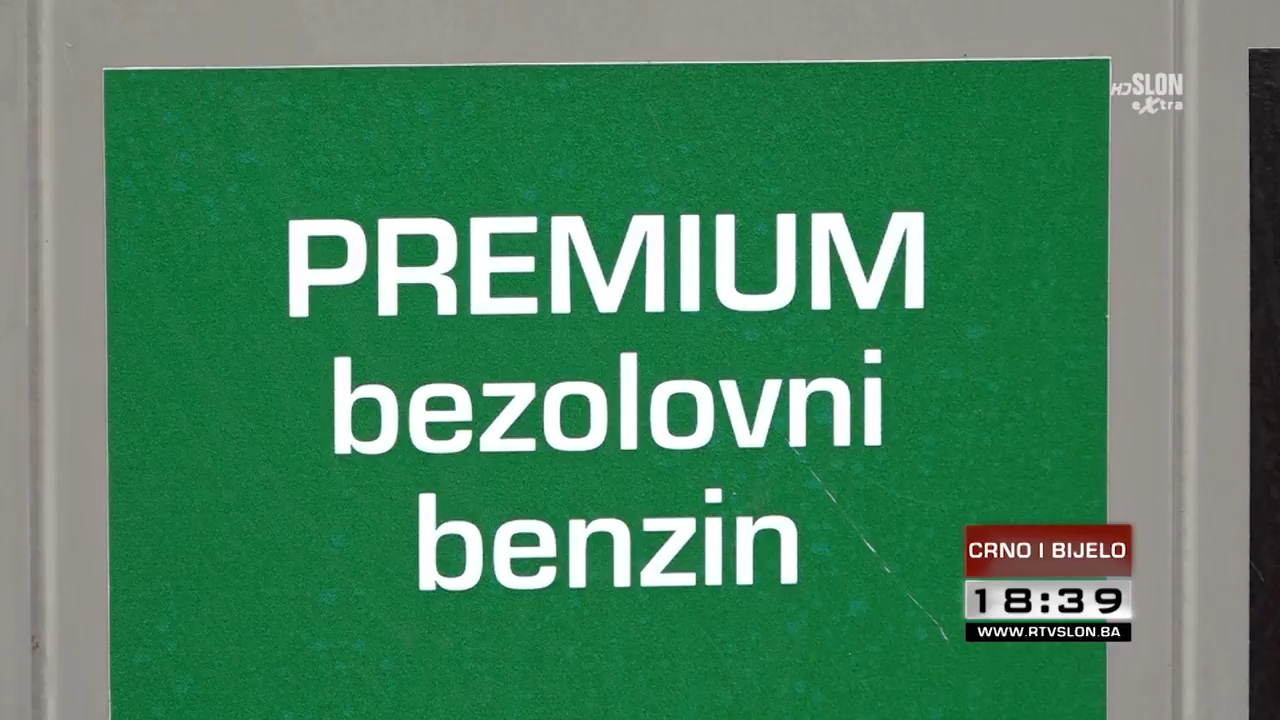 HD SLON
eXtra
PREMIUM
bezolovni
benzin
CRNO I BIJELO
18:39
WWW.RTVSLON.BA